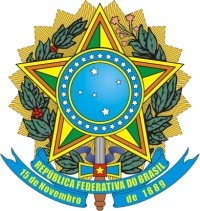 REPÚBLICA FEDERATIVA DO BRASIL
15 de Novembro de 1889